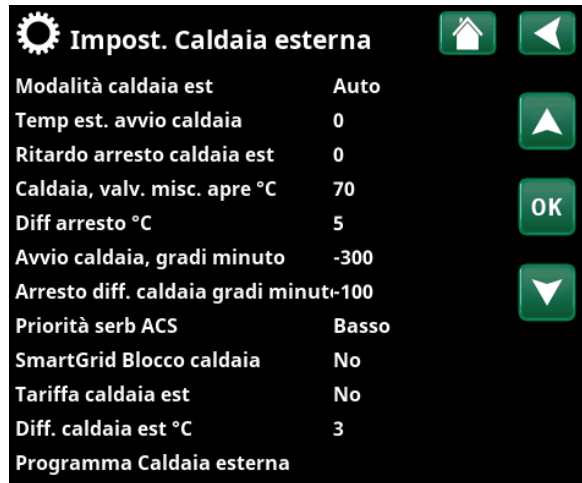 Impost. Caldaia esterna
Modalità caldaia est Auto
Temp est. avvio caldaia 0
Ritardo arresto caldaia est 0
Caldaia, valv. misc. apre °C 70
Diff arresto °C 5
OK
Avvio caldaia, gradi minuto -300
Arresto diff. caldaia gradi minut -100
Priorità serb ACS Basso
SmartGrid Blocco caldaia No
Tariffa caldaia est No
Diff. caldaia est °C 3
Programma Caldaia esterna